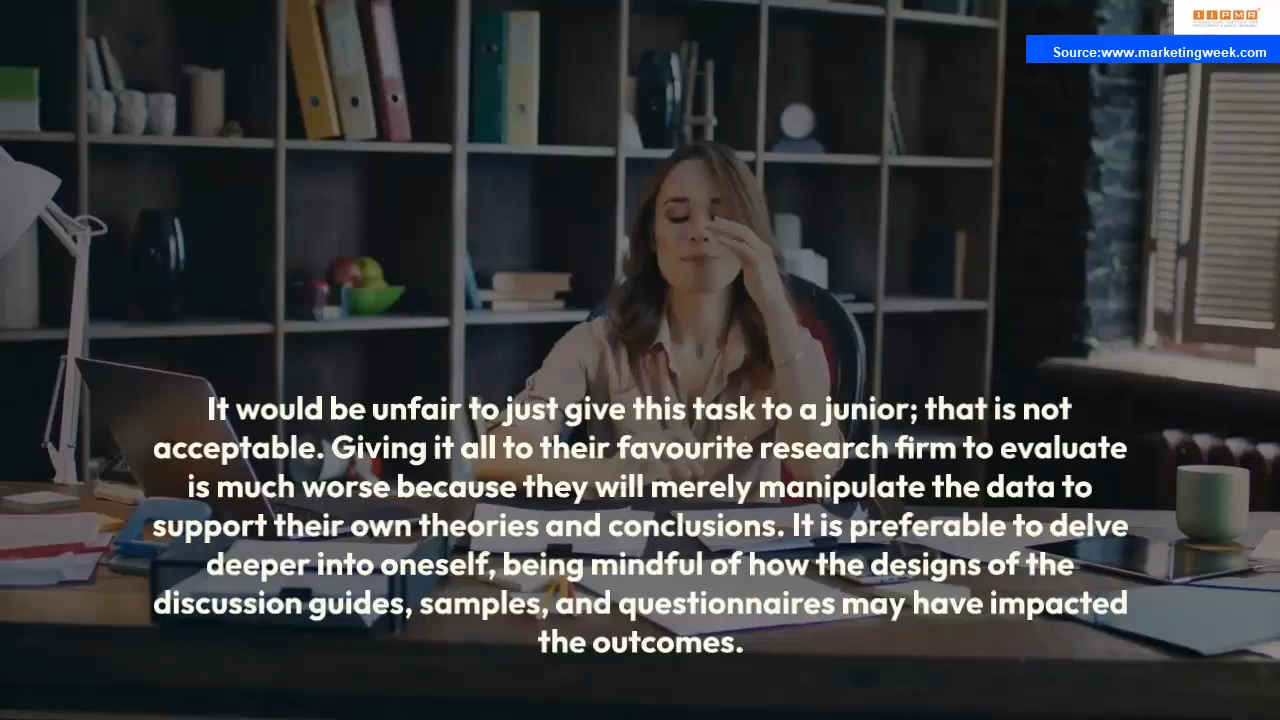 IIPMR
Source:www.marketingweek.com
It would be unfair to just give this task to a junior; that is not
acceptable. Giving it all to their favourite research firm to evaluate
is much worse because they will merely manipulate the data to
support their own theories and conclusions. It is preferable to delve
deeper into oneself, being mindful of how the designs of the
discussion guides, samples, and questionnaires may have impacted
the outcomes.